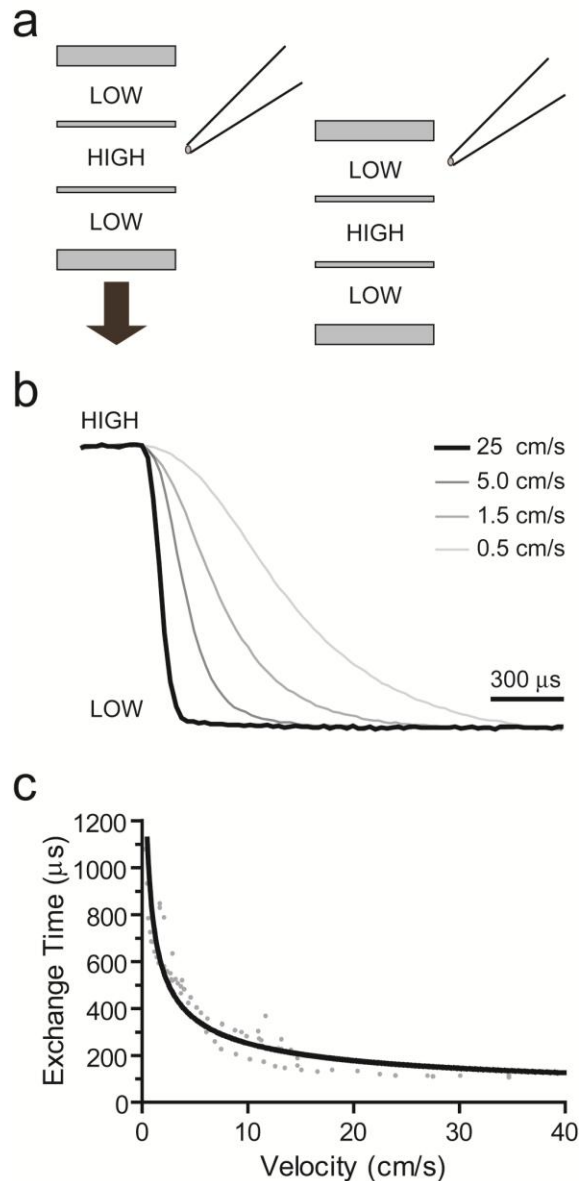 a
LOW
HIGH
LOW
LOW
HIGH
LOW
b
HIGH
25 cm/s
5.0 cm/s
1.5 cm/s
0.5 cm/s
300 μs
LOW
c
Exchange Time (μs)
1200
1000
800
600
400
200
0
0 10 20 30 40
Velocity (cm/s)